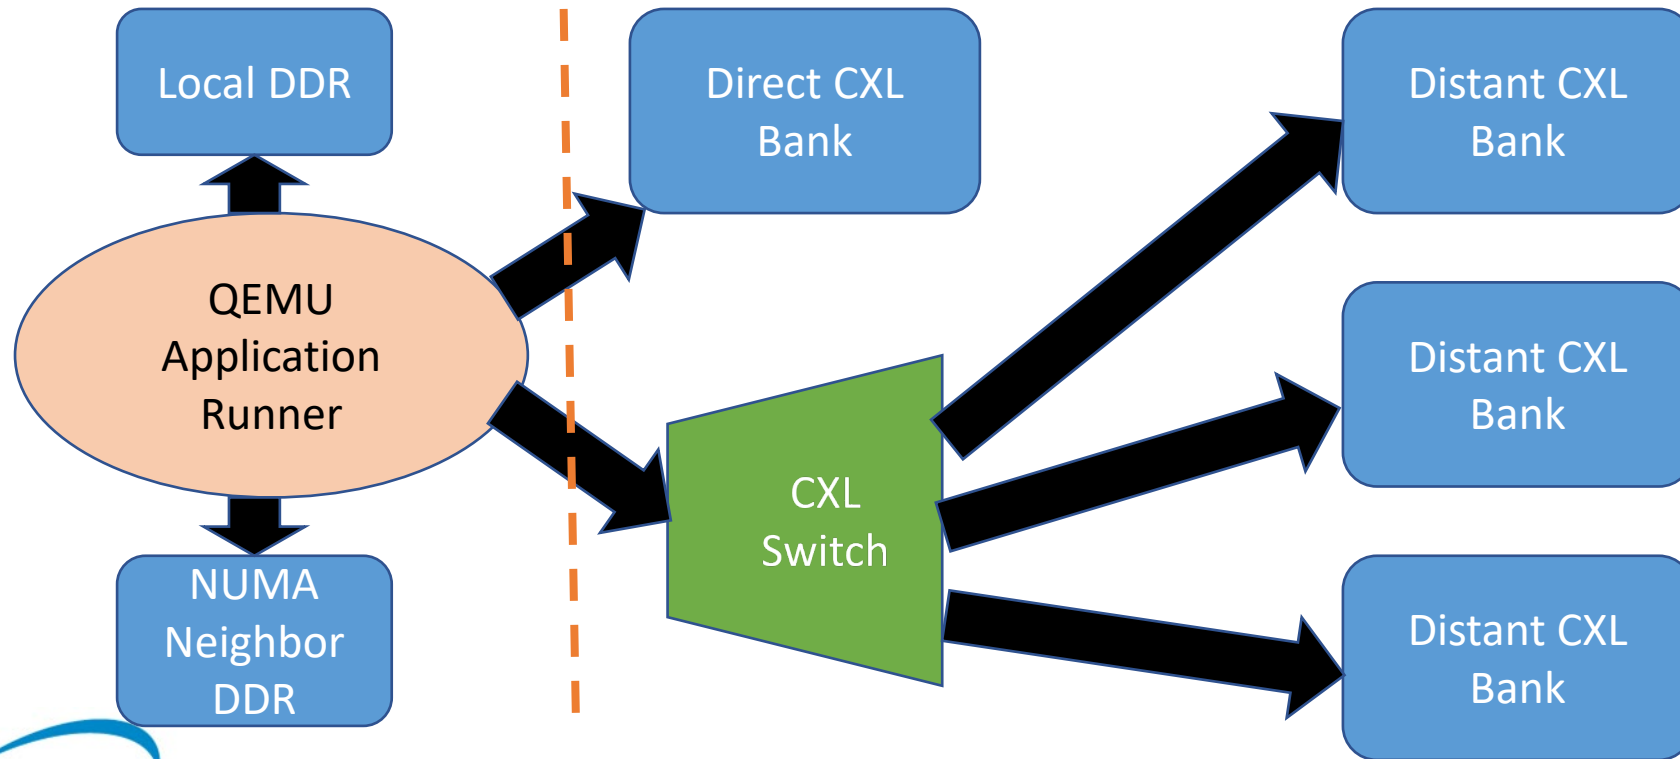 Local DDR
Direct CXL
Bank
Distant CXL
Bank
QEMU
Application
Runner
Distant CXL
Bank
CXL
Switch
NUMA
Neighbor
DDR
Distant CXL
Bank